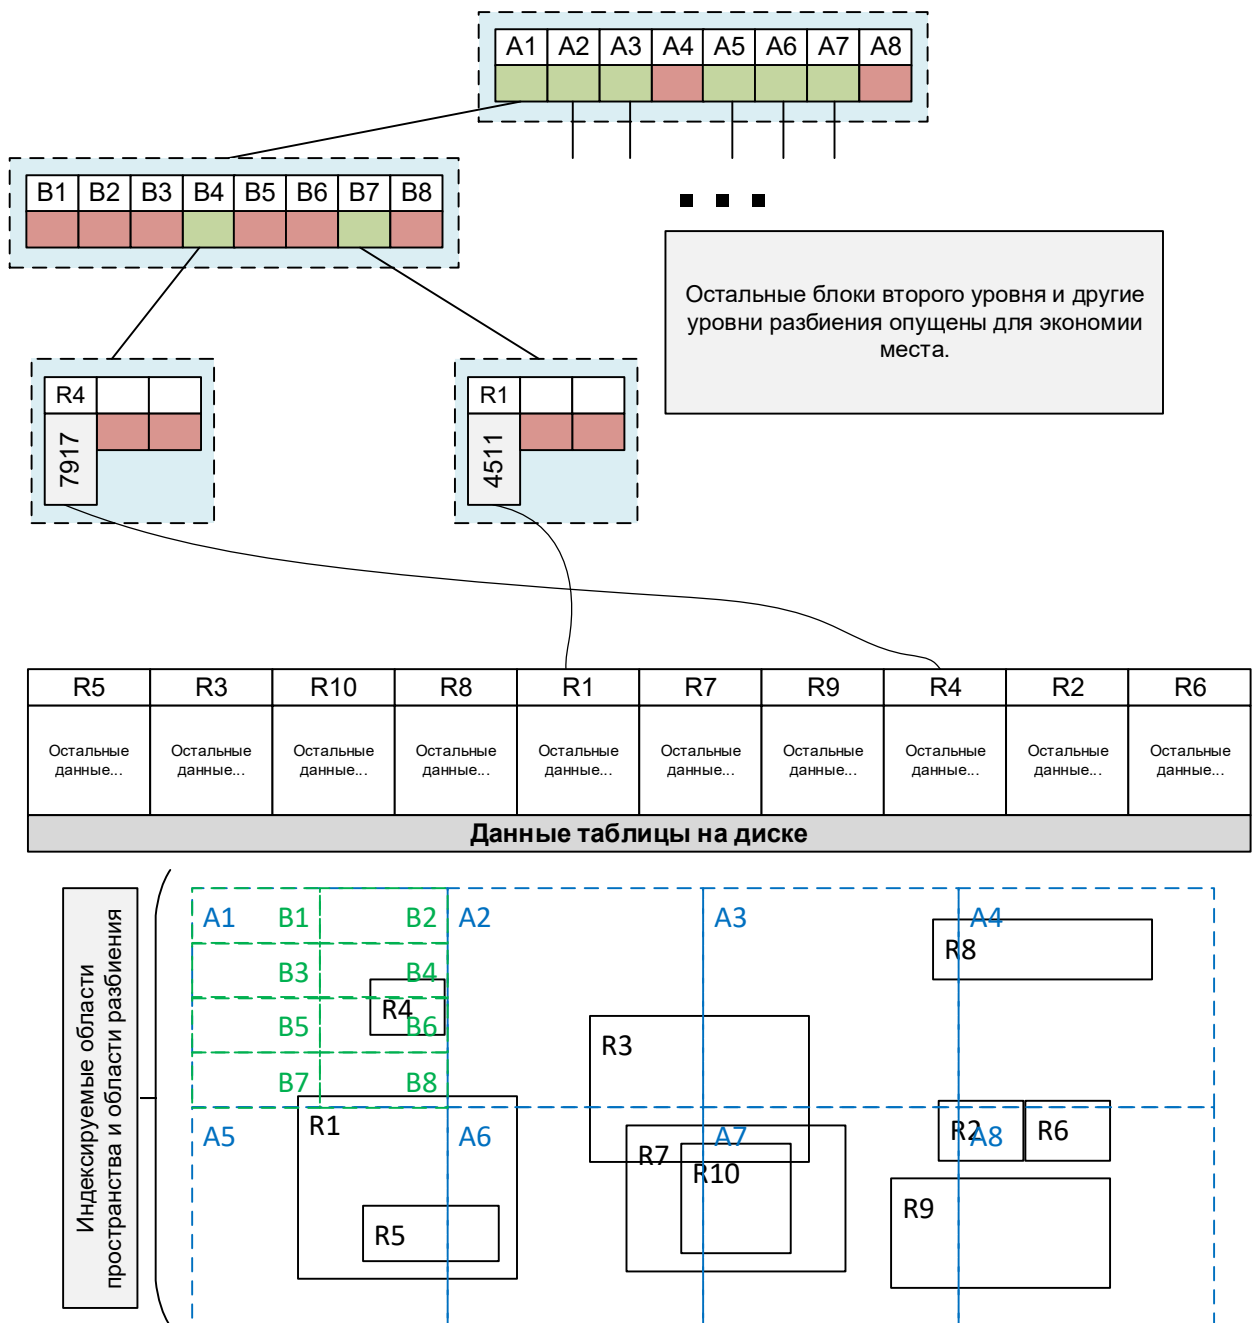 A1 A2 A3 A4 A5 A6 A7 A8
B1 B2 B3 B4 B5 B6 B7 B8
Остальные блоки второго уровня и другие
уровни разбиения опущены для экономии
места.
R4
7917
R1
4511
R5 R3 R10 R8 R1 R7 R9 R4 R2 R6
Остальные Остальные Остальные Остальные Остальные Остальные Остальные Остальные Остальные Остальные
данные... данные... данные... данные... данные... данные... данные... данные... данные... данные...
Данные таблицы на диске
Индексируемые области
пространства и области разбиения
A1 B1 B2 A2 A3 A4
R8
B3 B4
R4
B5 B6
R3
B7 B8
R1
A5 A6 A7 R2 A8 R6
R7 R10
R9
R5